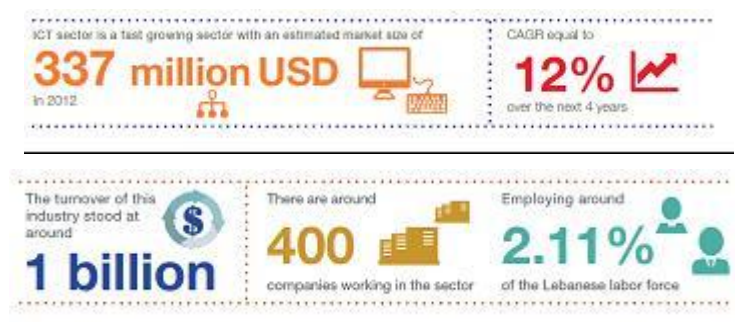 ICT sector is a fast growing sector with an estimated market size of
337 million USD
in 2012
CAGR equal to
12%
over the next 4 years
The turnover of this
industry stood at
around
$
1 billion
There are around
400
companies working in the sector
Employing around
2.11%
of the Lebanese labor force